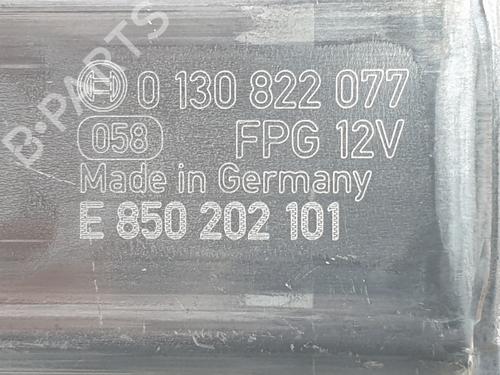 B-PARTS
0 130 822 077
058 FPG 12V
Made in Germany
E 850 202 101